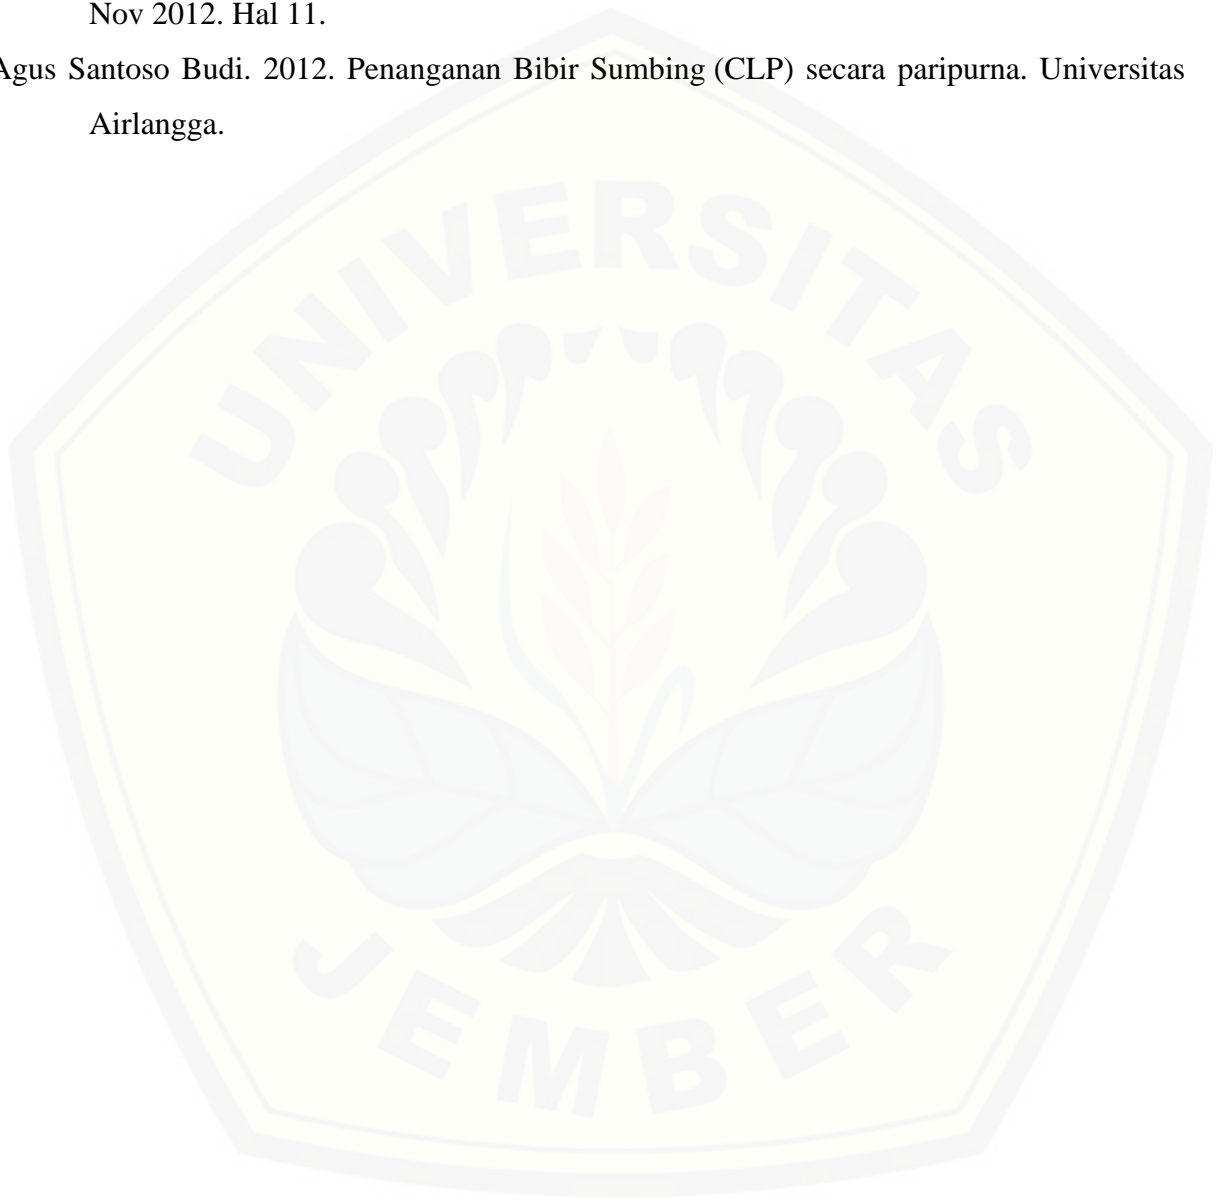 Nov 2012. Hal 11.
Agus Santoso Budi. 2012. Penanganan Bibir Sumbing (CLP) secara paripurna. Universitas
Airlangga.
UNIVERSITAS
JEMBER